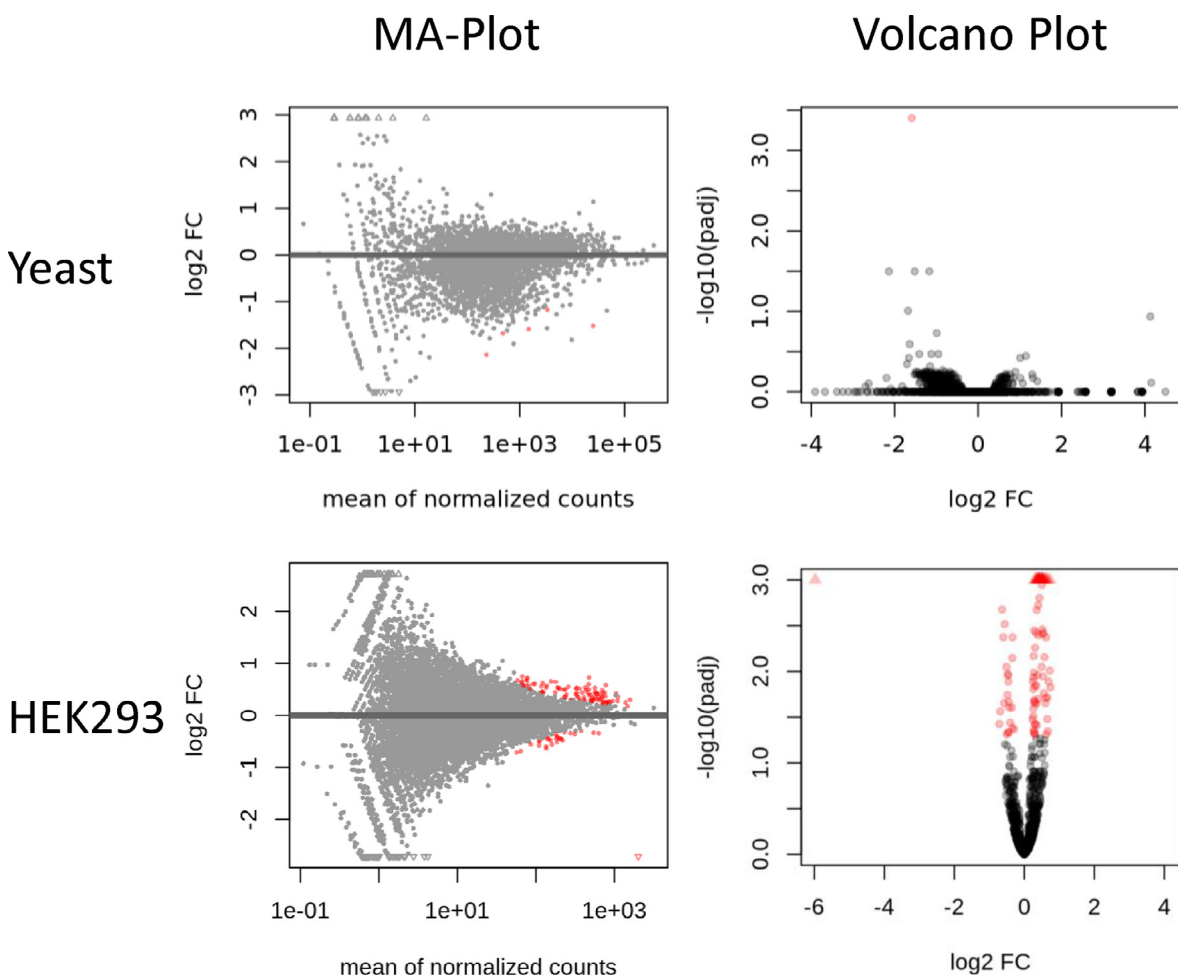 MA-Plot Volcano Plot
Yeast
log2 FC
3
2
1
0
-1
-2
-3
1e-01 1e+01 1e+03 1e+05
mean of normalized counts
-log10(padj)
3.0
2.0
1.0
0.0
-4 -2 0 2 4
log2 FC
HEK293
log2 FC
2
1
0
-1
-2
1e-01 1e+01 1e+03
mean of normalized counts
-log10(padj)
3.0
2.0
1.0
0.0
-6 -4 -2 0 2 4
log2 FC